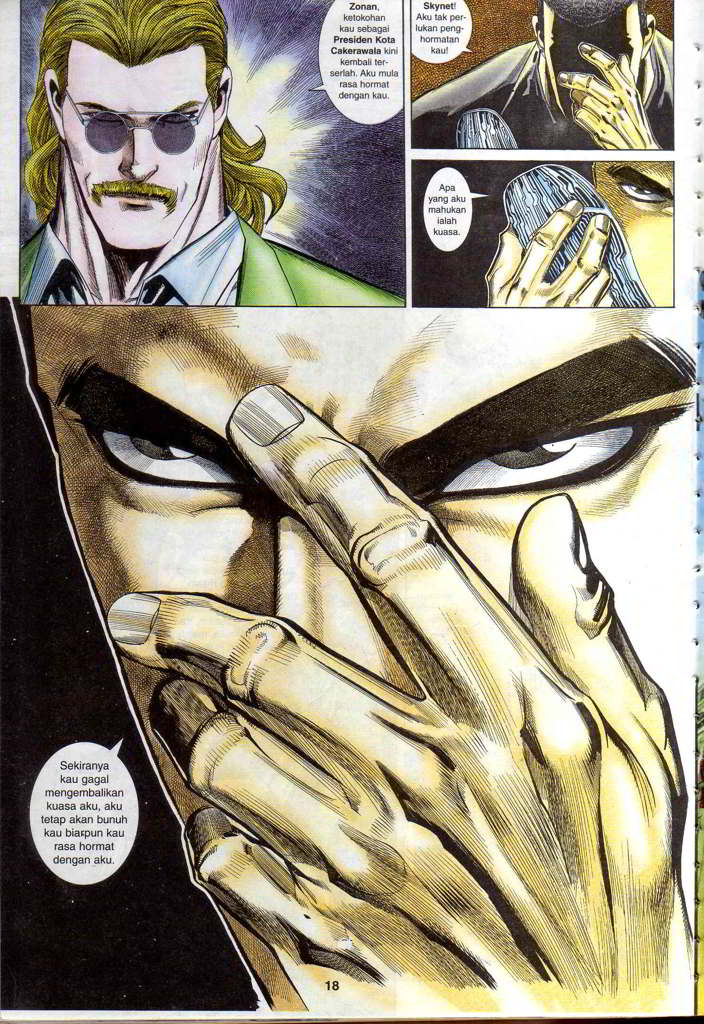 Zonan,
ketokohan
kau sebagai
Presiden Kota
Cakerawala kini
kembali ter-
serlah. Aku mula
rasa hormat
dengan kau.
Skynet!
Aku tak per-
lukan peng-
hormatan
kau!
Apa
yang aku
mahukan
ialah
kuasa.
Sekiranya
kau gagal
mengembalikan
kuasa aku, aku
tetap akan bunuh
kau biarpun kau
rasa hormat
dengan aku.
18